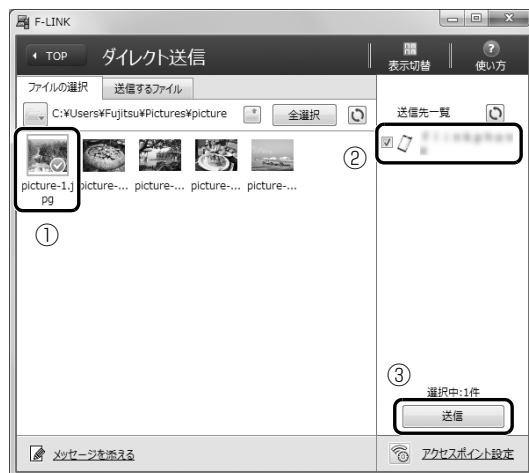 F-LINK
TOP ダイレクト送信 表示切替 ? 使い方
ファイルの選択 送信するファイル
C:¥Users¥Fujitsu¥Pictures¥picture 全選択 送信先一覧
②
picture-1.jpg picture-... picture-... picture-... picture-...
①
③
選択中:1件
送信
メッセージを添える アクセスポイント設定